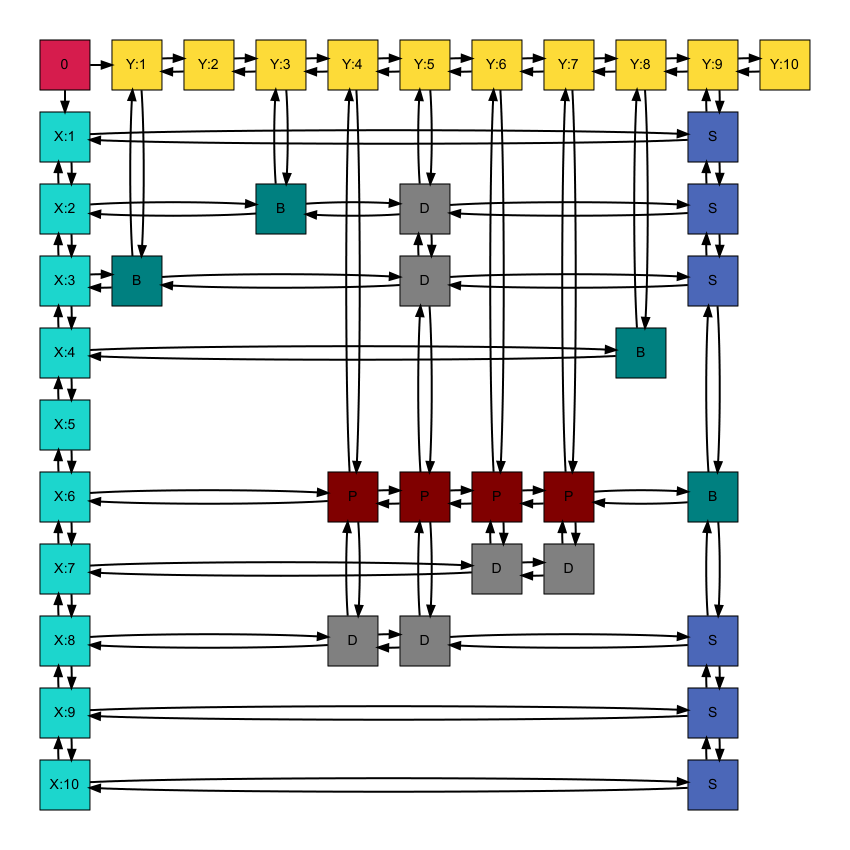 0 Y:1 Y:2 Y:3 Y:4 Y:5 Y:6 Y:7 Y:8 Y:9 Y:10
X:1 S
X:2 B D S
X:3 B D S
X:4 B
X:5
X:6 P P P P B
X:7 D D
X:8 D D S
X:9 S
X:10 S